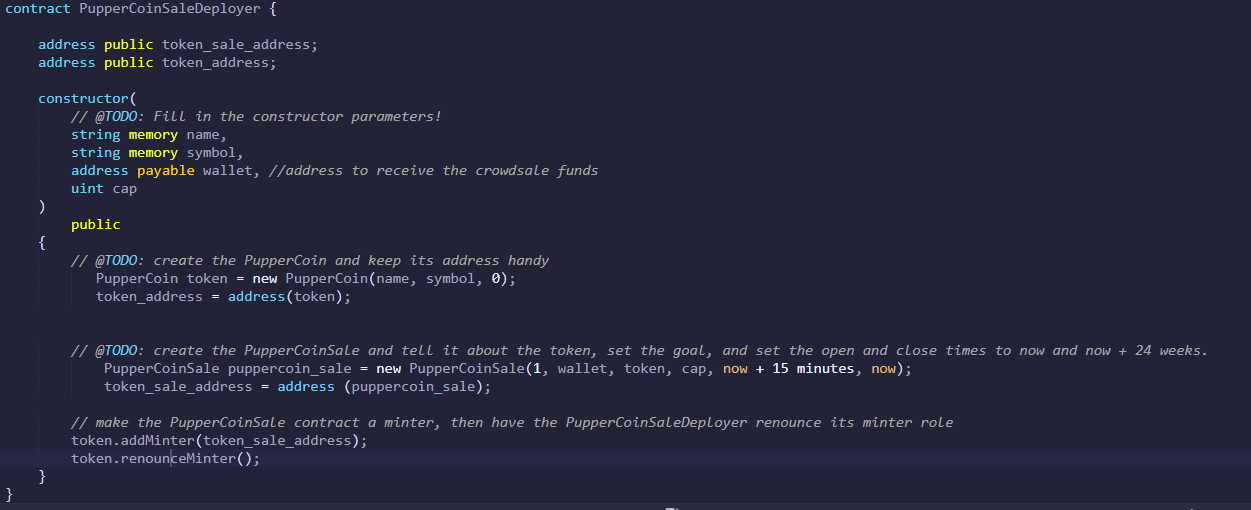 contract PupperCoinSaleDeployer {
address public token_sale_address;
address public token_address;
constructor(
// @TODO: Fill in the constructor parameters!
string memory name,
string memory symbol,
address payable wallet, //address to receive the crowdsale funds
uint cap
)
public
{
// @TODO: create the PupperCoin and keep its address handy
PupperCoin token = new PupperCoin(name, symbol, 0);
token_address = address(token);
// @TODO: create the PupperCoinSale and tell it about the token, set the goal, and set the open and close times to now and now + 24 weeks.
PupperCoinSale puppercoin_sale = new PupperCoinSale(1, wallet, token, cap, now + 15 minutes, now);
token_sale_address = address (puppercoin_sale);
// make the PupperCoinSale contract a minter, then have the PupperCoinSaleDeployer renounce its minter role
token.addMinter(token_sale_address);
token.renounceMinter();
}
}